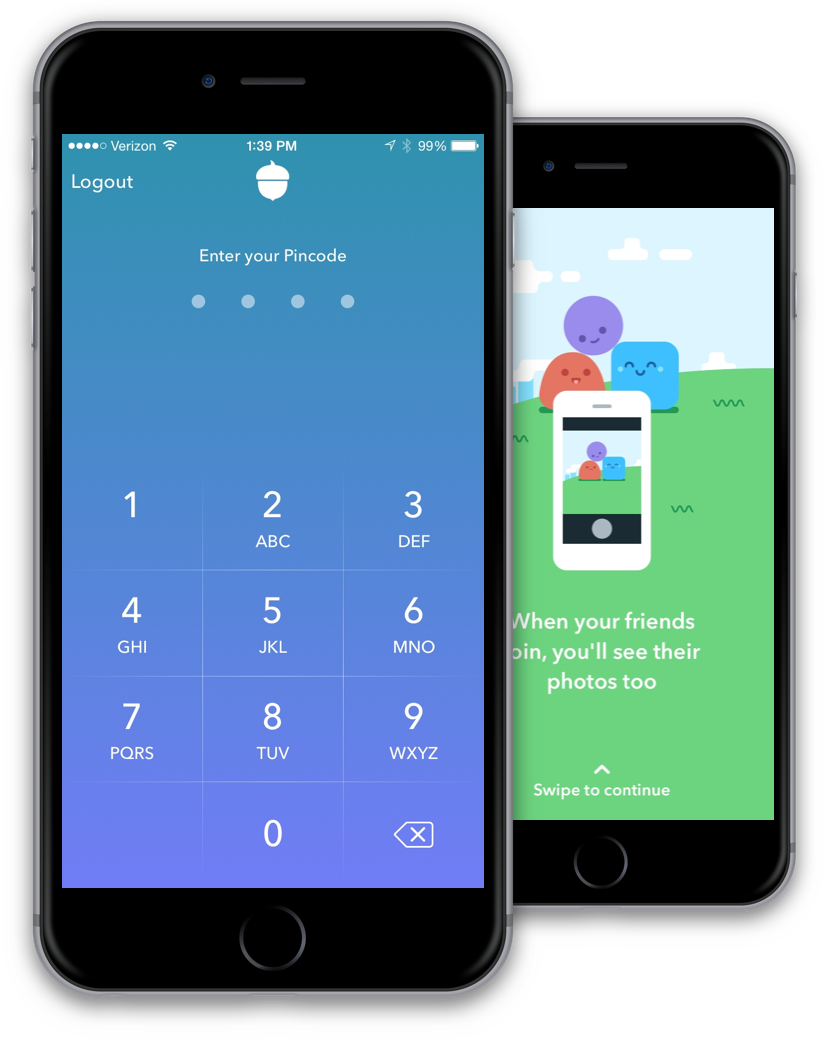 Verizon 1:39 PM 99%
Logout
Enter your Pincode
1 2 3
ABC DEF
4 5 6
GHI JKL MNO
7 8 9
PQRS TUV WXYZ
0
When your friends
join, you'll see their
photos too
Swipe to continue